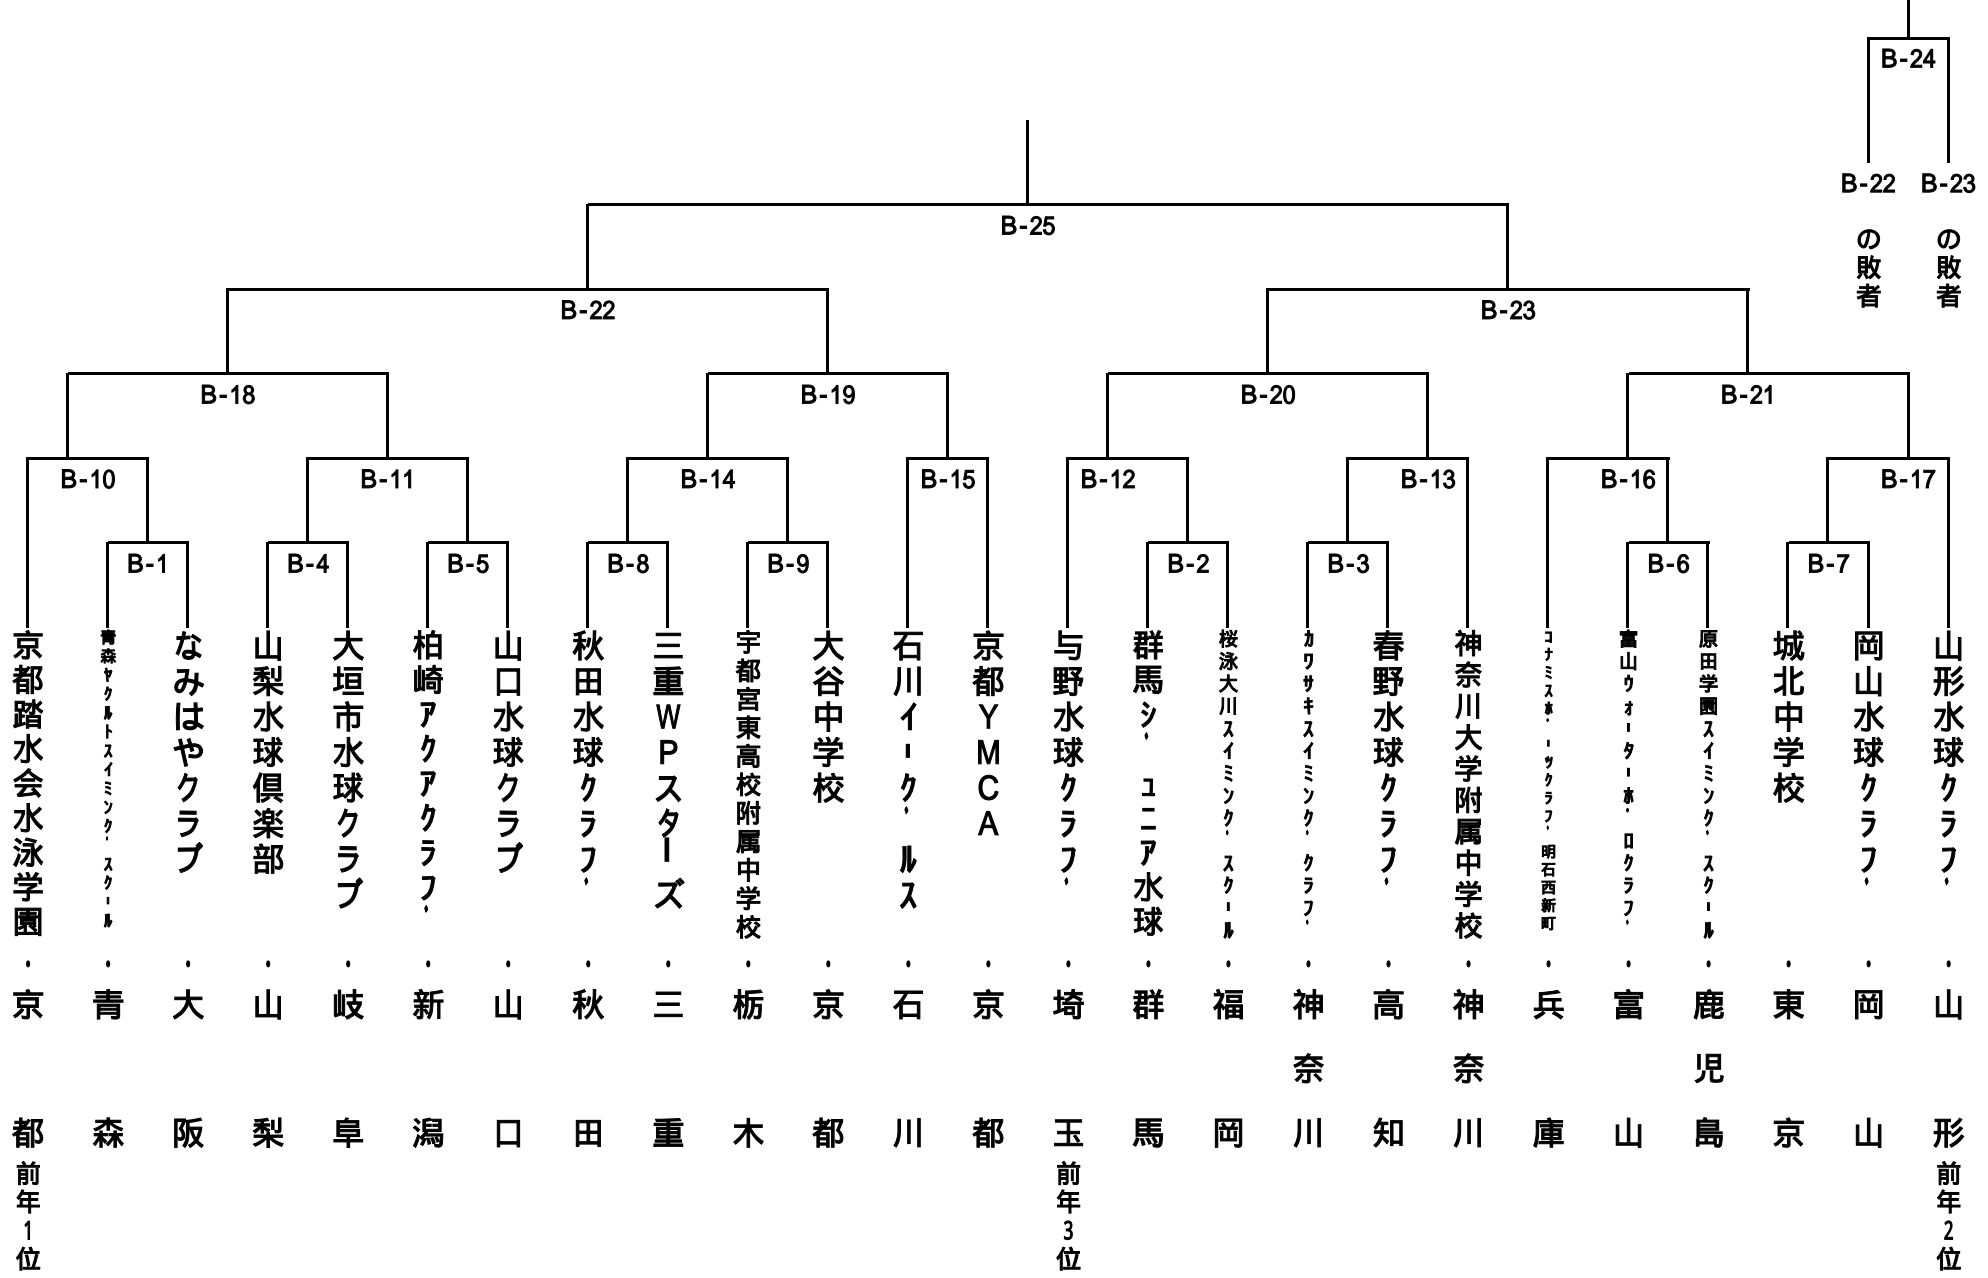 B-24
B-22
B-23
の敗者
の敗者
B-25
B-22
B-23
B-18
B-19
B-20
B-21
B-10
B-11
B-14
B-15
B-12
B-13
B-16
B-17
B-1
B-4
B-5
B-8
B-9
B-2
B-3
B-6
B-7
京都踏水会水泳学園・京都
青森ﾔｸﾙﾄｽｲﾐﾝｸﾞｽｸｰﾙ・青森
なみはやクラブ・大阪
山梨水球倶楽部・山梨
大垣市水球クラブ・岐阜
柏崎ｱｸｱｸﾗﾌﾞ・新潟
山口水球クラブ・山口
秋田水球ｸﾗﾌﾞ・秋田
三重WPスターズ・三重
宇都宮東高校附属中学校・栃木
大谷中学校・京都
石川ｲｰｸﾞﾙｽ・石川
京都YMCA・京都
与野水球ｸﾗﾌﾞ・埼玉
群馬ｼﾞｭﾆｱ水球・群馬
桜泳大川ｽｲﾐﾝｸﾞｽｸｰﾙ・福岡
ｶﾜｻｷｽｲﾐﾝｸﾞｸﾗﾌﾞ・神奈川
春野水球ｸﾗﾌﾞ・高知
神奈川大学附属中学校・神奈川
ｺﾅﾐｽﾎﾟｰﾂｸﾗﾌﾞ明石西新町・兵庫
富山ｳｫｰﾀｰﾎﾟﾛｸﾗﾌﾞ・富山
原田学園ｽｲﾐﾝｸﾞｽｸｰﾙ・鹿児島
城北中学校・東京
岡山水球ｸﾗﾌﾞ・岡山
山形水球ｸﾗﾌﾞ・山形
前年1位
前年3位
前年2位